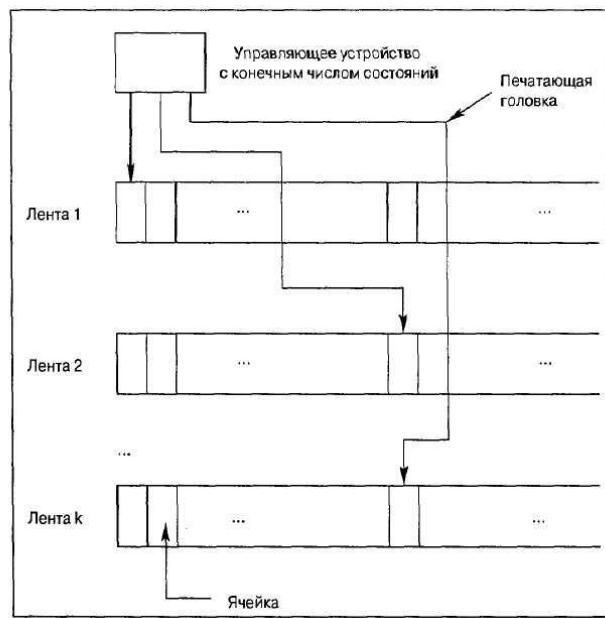 Управляющее устройство
с конечным числом состояний
Печатающая
головка
Лента 1
...
...
Лента 2
...
...
...
Лента k
...
...
Ячейка